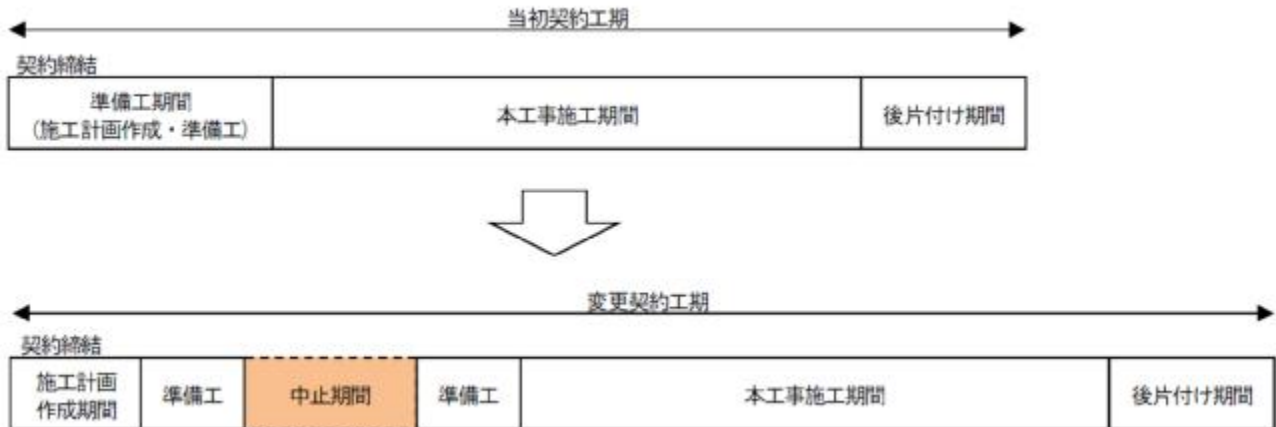 当初契約工期
契約締結
準備工期間
（施工計画作成・準備工）
本工事施工期間
後片付け期間
変更契約工期
契約締結
施工計画
作成期間
準備工
中止期間
準備工
本工事施工期間
後片付け期間